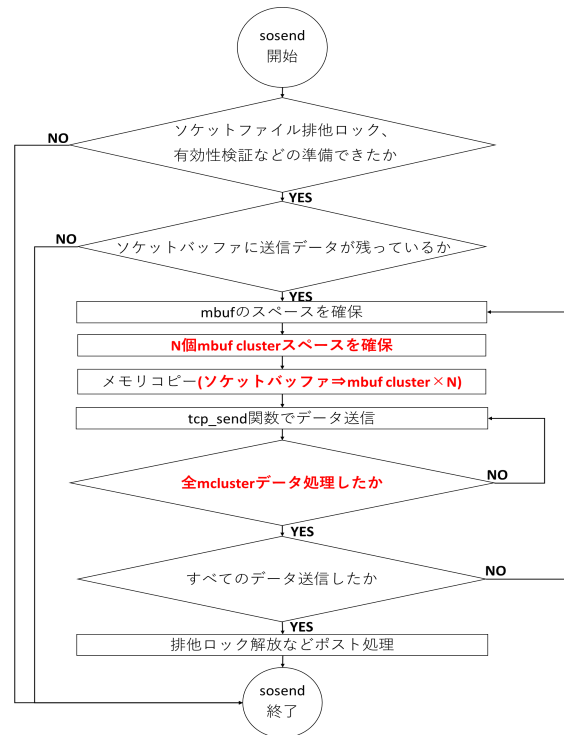 sosend
開始
NO
ソケットファイル排他ロック、
有効性検証などの準備できたか
YES
NO
ソケットバッファに送信データが残っているか
YES
mbufのスペースを確保
N個mbuf clusterスペースを確保
メモリコピー(ソケットバッファ⇒mbuf cluster×N)
tcp_send関数でデータ送信
全mclusterデータ処理したか
NO
YES
すべてのデータ送信したか
NO
YES
排他ロック解放などポスト処理
sosend
終了